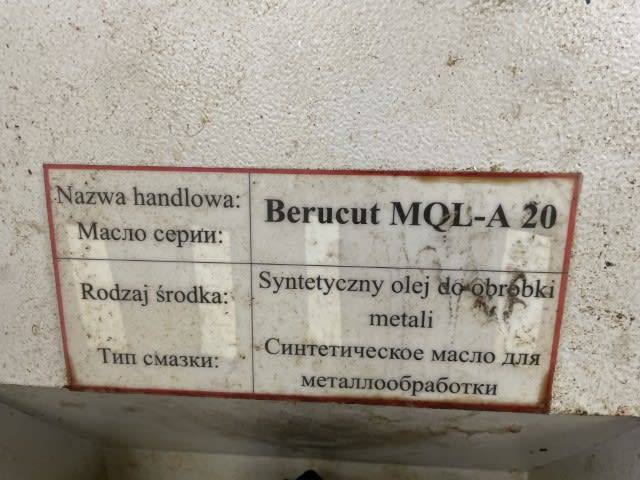 Nazwa handlowa:
Масло серии:
Berucut MQL-A 20
Rodzaj środka:
Тип смазки:
Syntetyczny olej do obróbki
metali
Синтетическое масло для
металлообработки